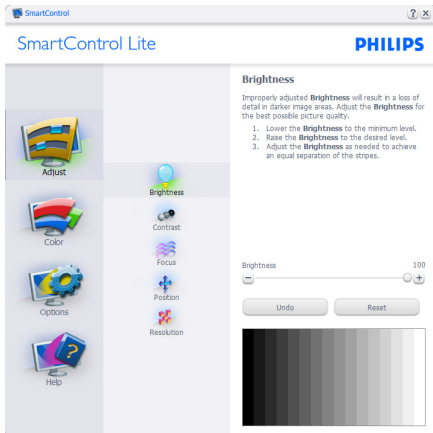 SmartControl
SmartControl Lite
PHILIPS
Adjust
Color
Options
Help
Brightness
Contrast
Focus
Position
Resolution
Brightness
Improperly adjusted Brightness will result in a loss of
detail in darker image areas. Adjust the Brightness for
the best possible picture quality.
1. Lower the Brightness to the minimum level.
2. Raise the Brightness to the desired level.
3. Adjust the Brightness as needed to achieve
an equal separation of the stripes.
Brightness 100
Undo Reset